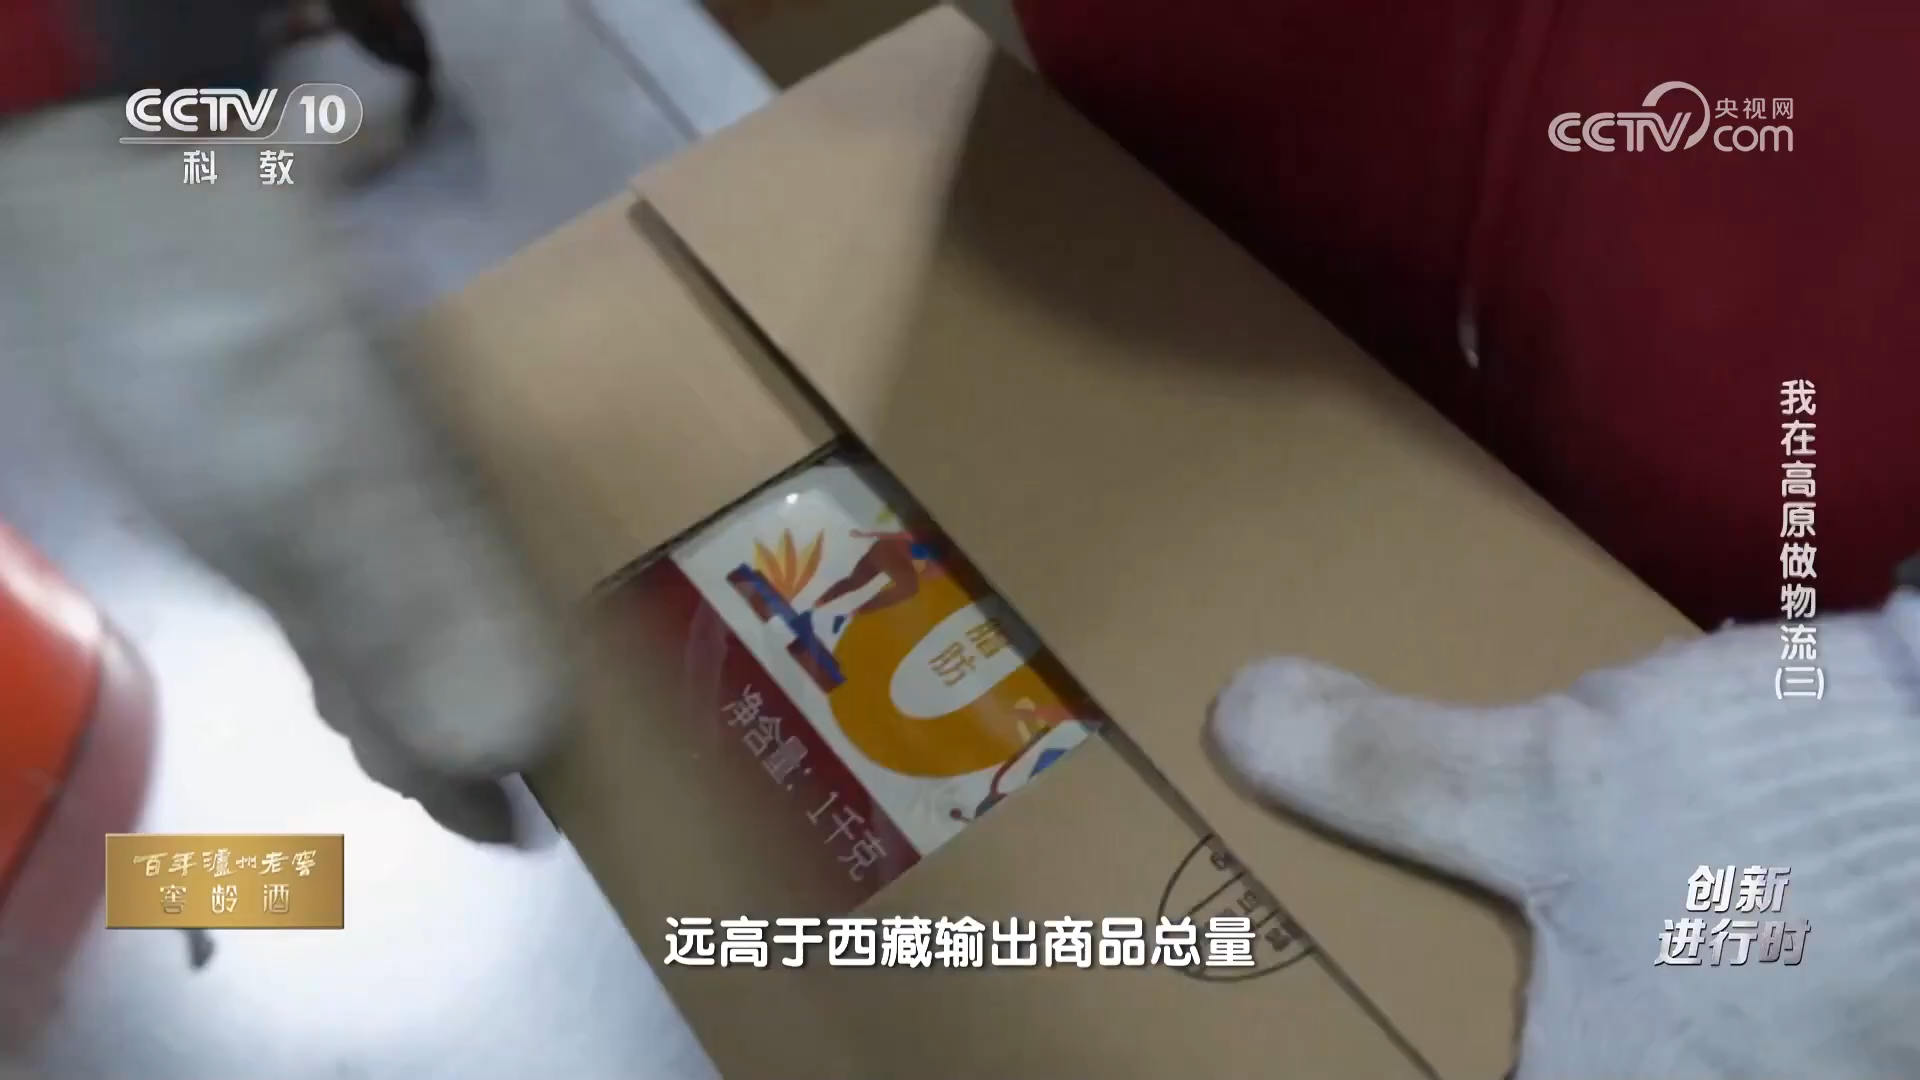 CCTV 10
科 教
央视网
CCTV com
我在高原做物流(三)
脂肪
0
净含量：1千克
百年泸州老窖
窖 龄 酒
创新
进行时
远高于西藏输出商品总量